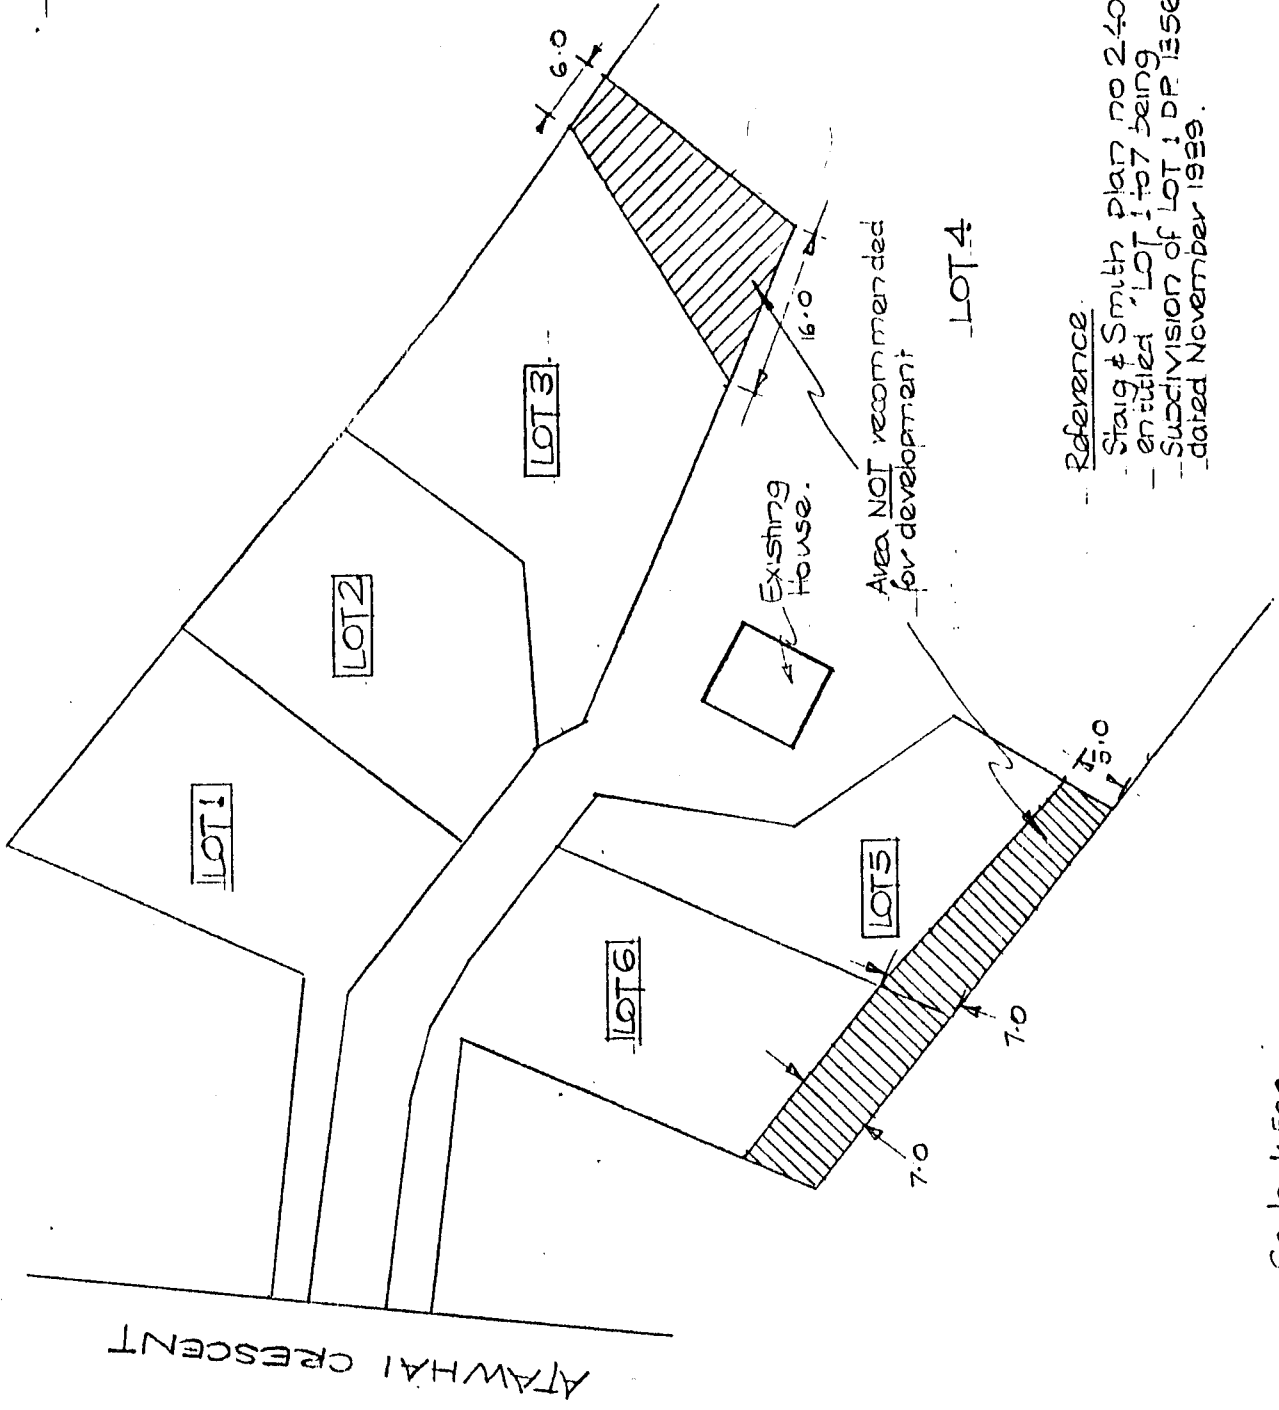 6.0
LOT 3
16.0
LOT 2
LOT 1
Existing
House.
Area NOT recommended
for development
LOT 4
LOT 5
LOT 6
5.0
7.0
7.0
ATAWHAI CRESCENT
Reference
Staig & Smith Plan no 240
entitled "LOT 1 to 7 being
Subdivision of LOT 1 DP. 1356
dated November 1989.